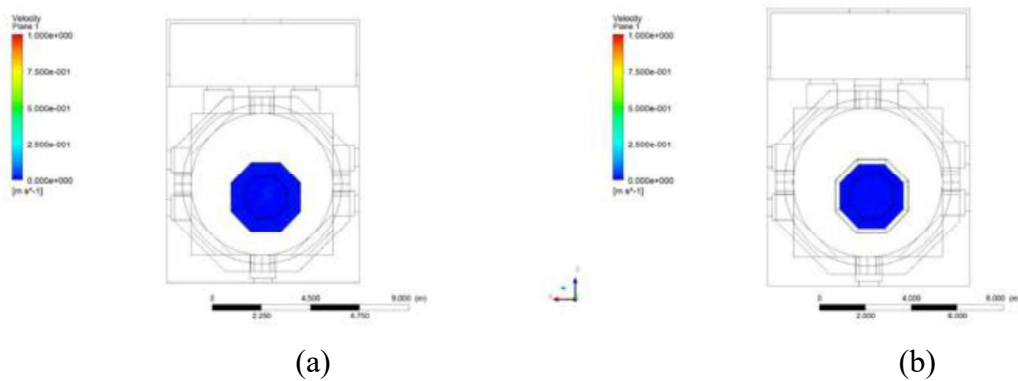 Velocity
Plane 1
1.000e+000
7.500e-001
5.000e-001
2.500e-001
0.000e+000
[m s^-1]
0 4.500 9.000 (m)
2.250 6.750
(a)
Velocity
Plane 1
1.000e+000
7.500e-001
5.000e-001
2.500e-001
0.000e+000
[m s^-1]
0 4.000 8.000 (m
2.000 6.000
(b)